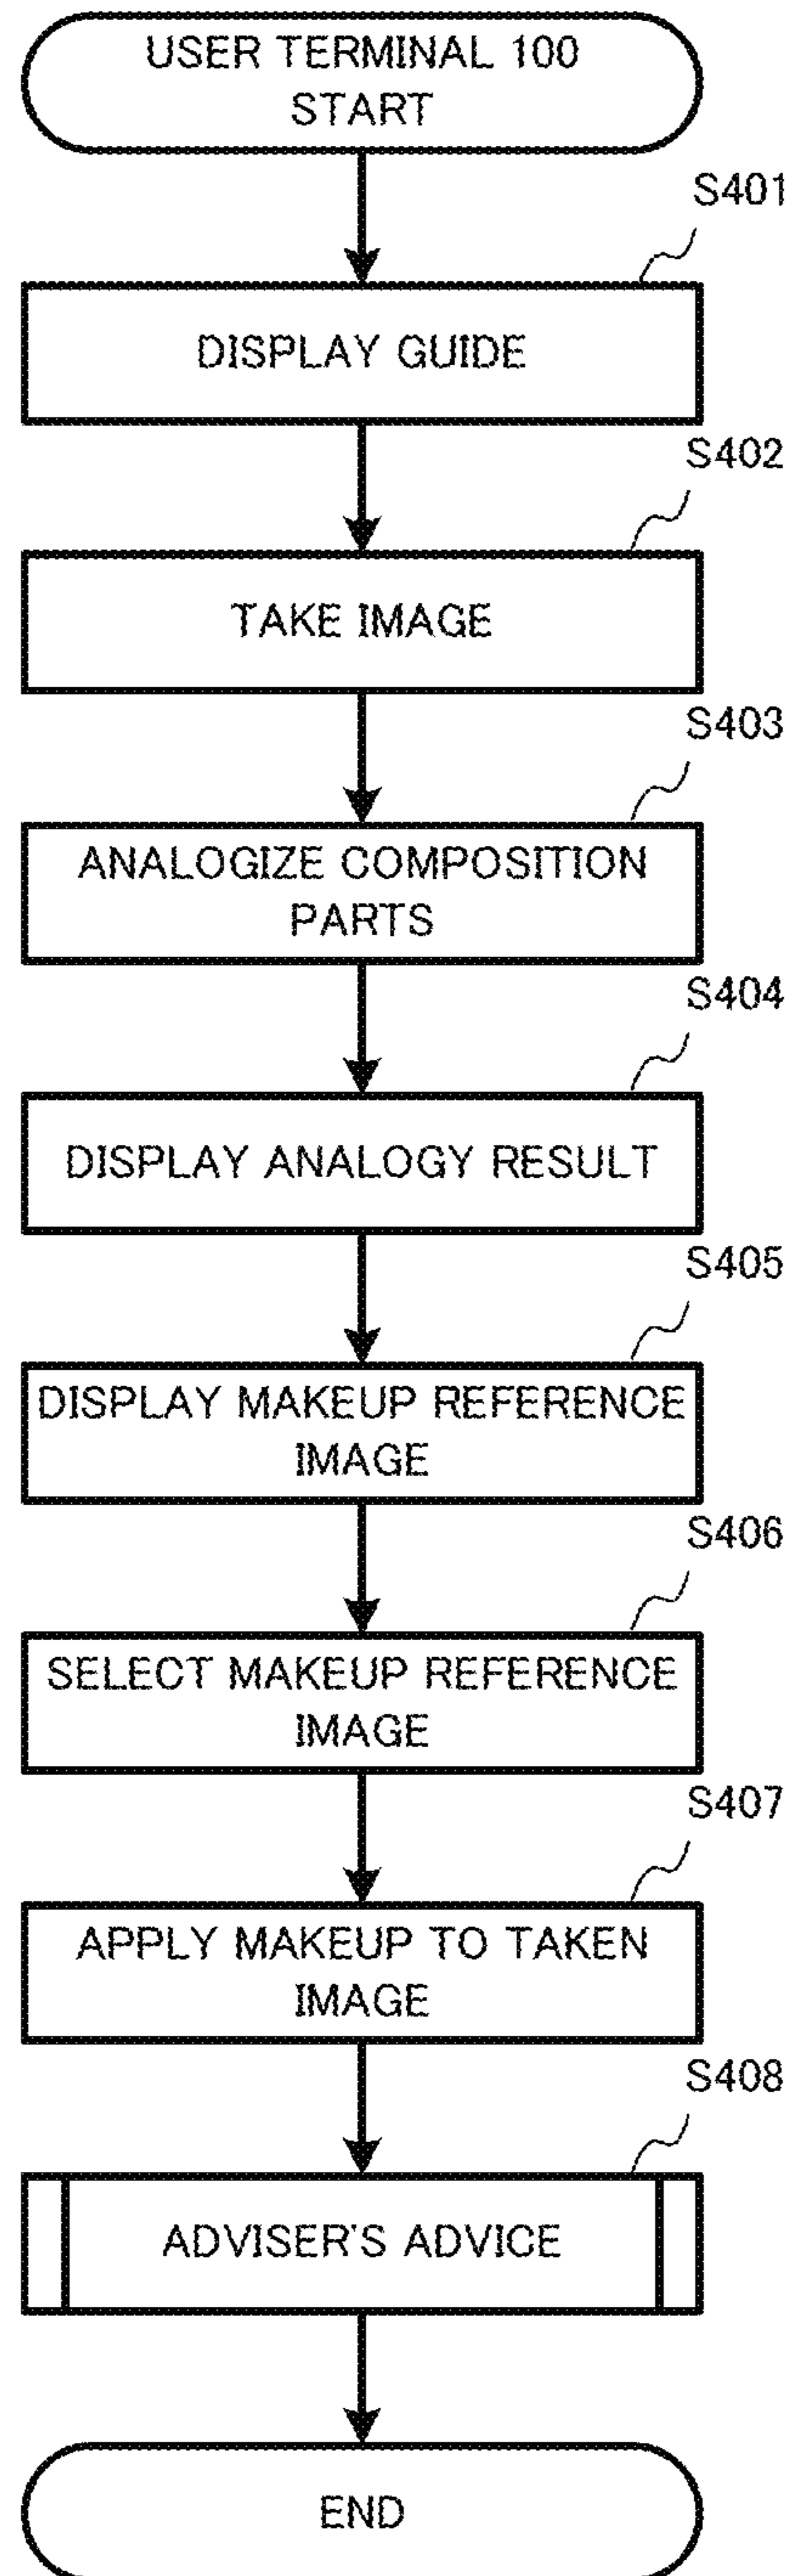 USER TERMINAL 100
START
S401
DISPLAY GUIDE
S402
TAKE IMAGE
S403
ANALOGIZE COMPOSITION
PARTS
S404
DISPLAY ANALOGY RESULT
S405
DISPLAY MAKEUP REFERENCE
IMAGE
S406
SELECT MAKEUP REFERENCE
IMAGE
S407
APPLY MAKEUP TO TAKEN
IMAGE
S408
ADVISER'S ADVICE
END